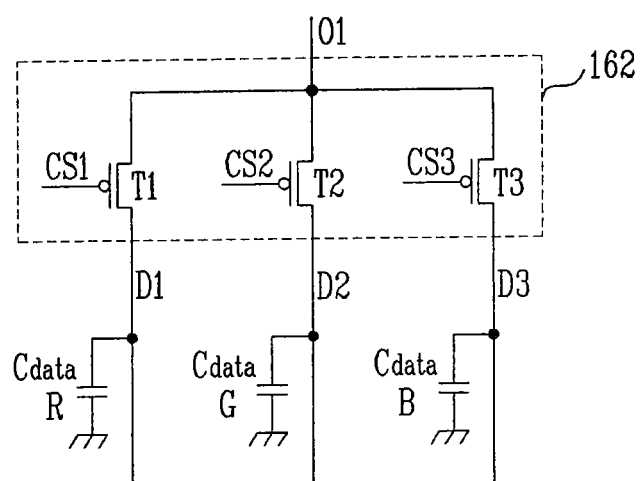 O1
162
CS1
T1
CS2
T2
CS3
T3
D1
D2
D3
Cdata
R
Cdata
G
Cdata
B